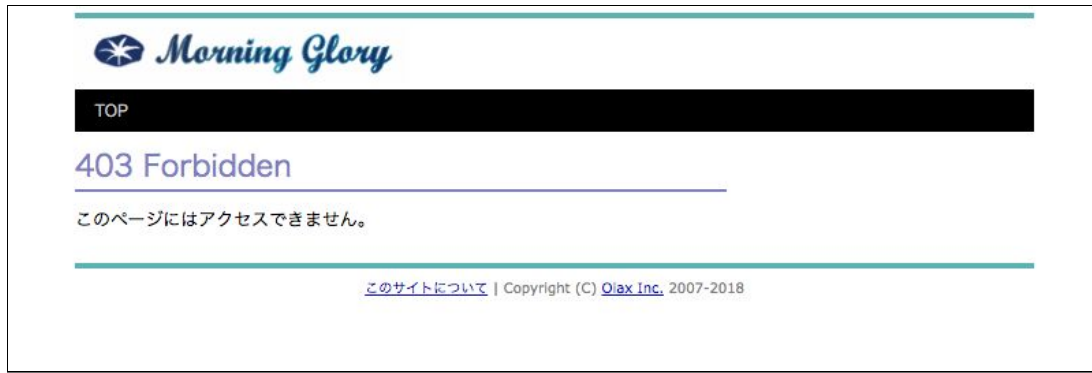 Morning Glory
TOP
403 Forbidden
このページにはアクセスできません。
このサイトについて | Copyright (C) Oiax Inc. 2007-2018